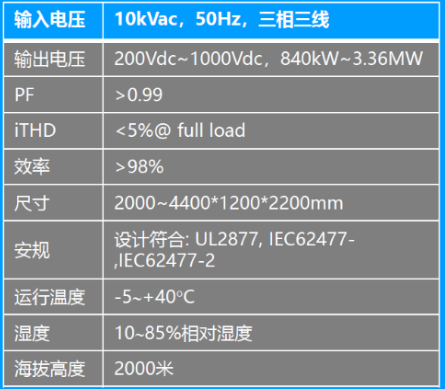 输入电压 10kVac，50Hz，三相三线
输出电压 200Vdc~1000Vdc，840kW~3.36MW
PF >0.99
iTHD <5%@ full load
效率 >98%
尺寸 2000~4400*1200*2200mm
安规 设计符合: UL2877, IEC62477-
,IEC62477-2
运行温度 -5~+40°C
湿度 10~85%相对湿度
海拔高度 2000米